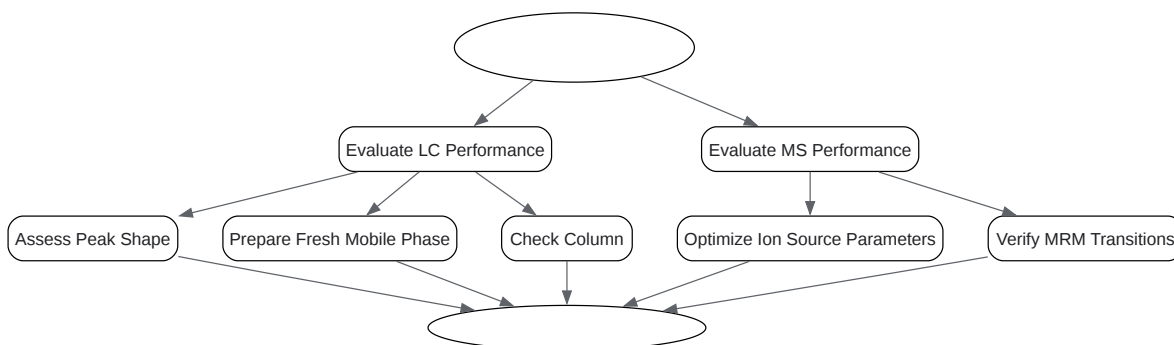 Evaluate LC Performance
Evaluate MS Performance
Assess Peak Shape
Prepare Fresh Mobile Phase
Check Column
Optimize Ion Source Parameters
Verify MRM Transitions